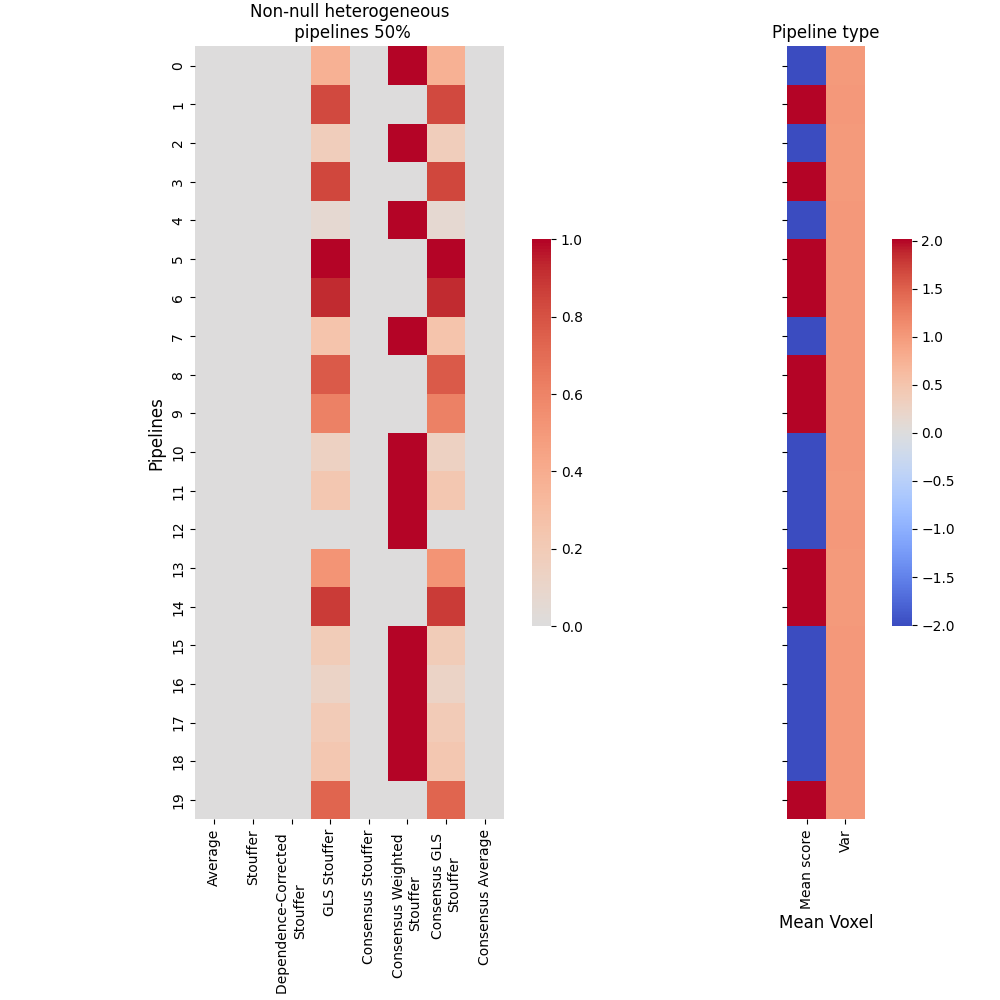 Non-null heterogeneous
pipelines 50%
Pipeline type
Pipelines
0
1
2
3
4
5
6
7
8
9
10
11
12
13
14
15
16
17
18
19
1.0
0.8
0.6
0.4
0.2
0.0
2.0
1.5
1.0
0.5
0.0
−0.5
−1.0
−1.5
−2.0
Average
Stouffer
Dependence-Corrected
Stouffer
GLS Stouffer
Consensus Stouffer
Consensus Weighted
Stouffer
Consensus GLS
Stouffer
Consensus Average
Mean score
Var
Mean Voxel